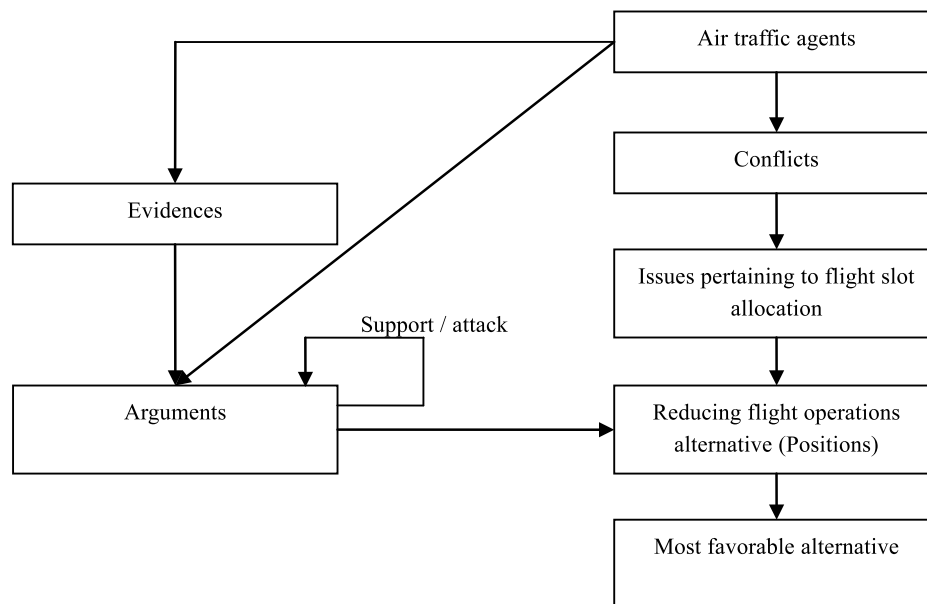 Air traffic agents
Conflicts
Evidences
Issues pertaining to flight slot
allocation
Support / attack
Arguments
Reducing flight operations
alternative (Positions)
Most favorable alternative